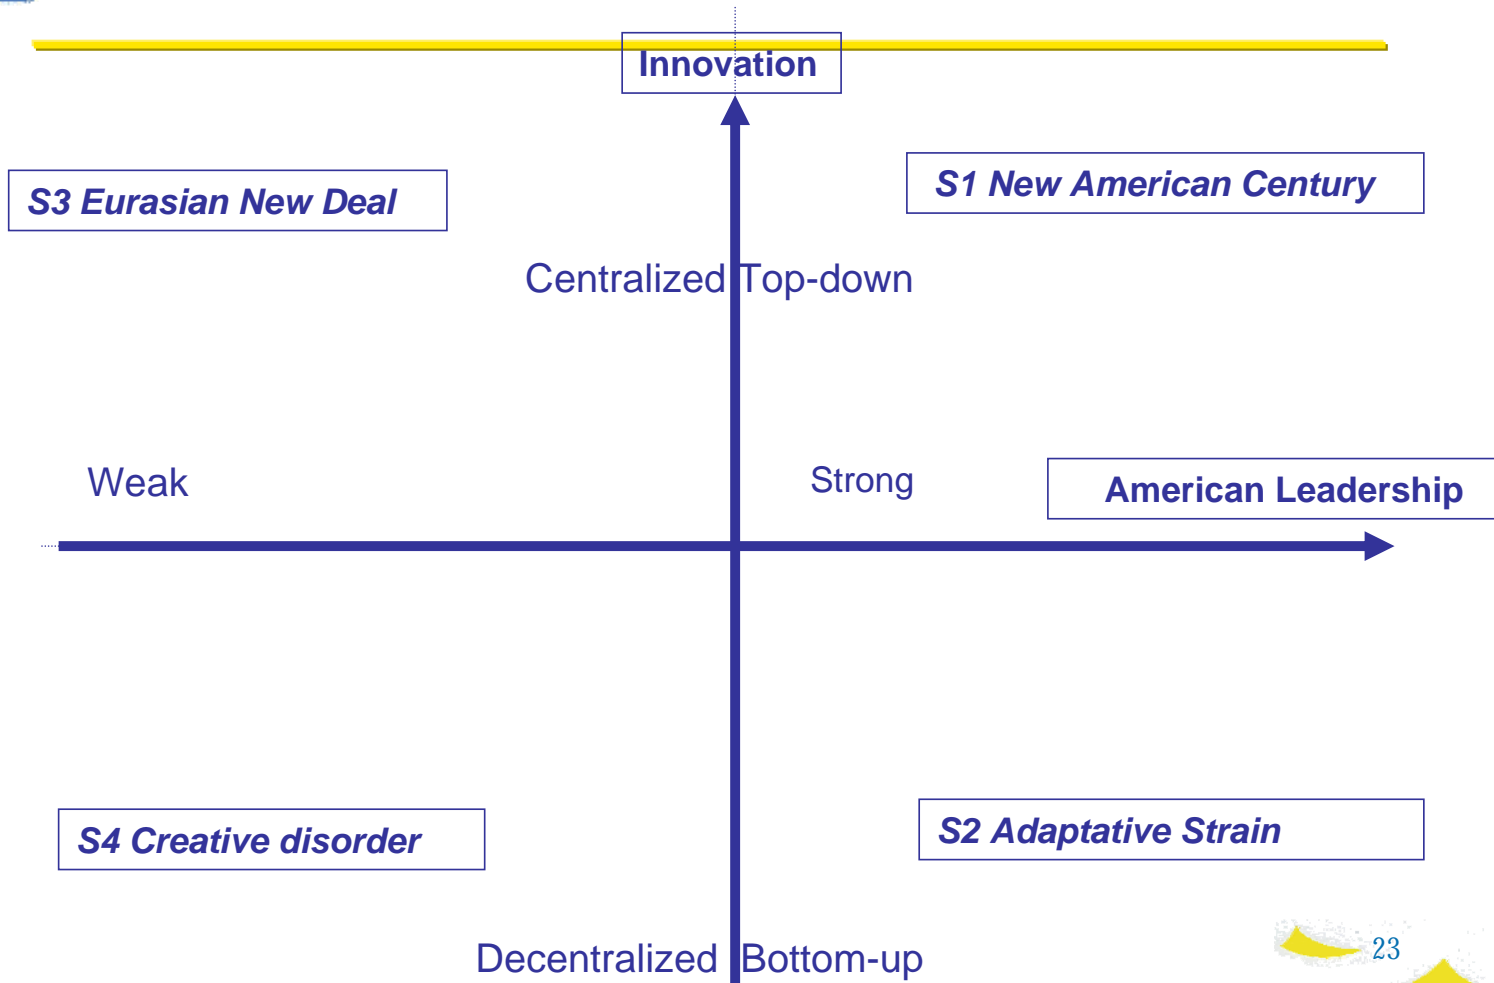 Innovation
S1 New American Century
S3 Eurasian New Deal
Centralized Top-down
Weak
Strong
American Leadership
S4 Creative disorder
S2 Adaptative Strain
Decentralized Bottom-up
23